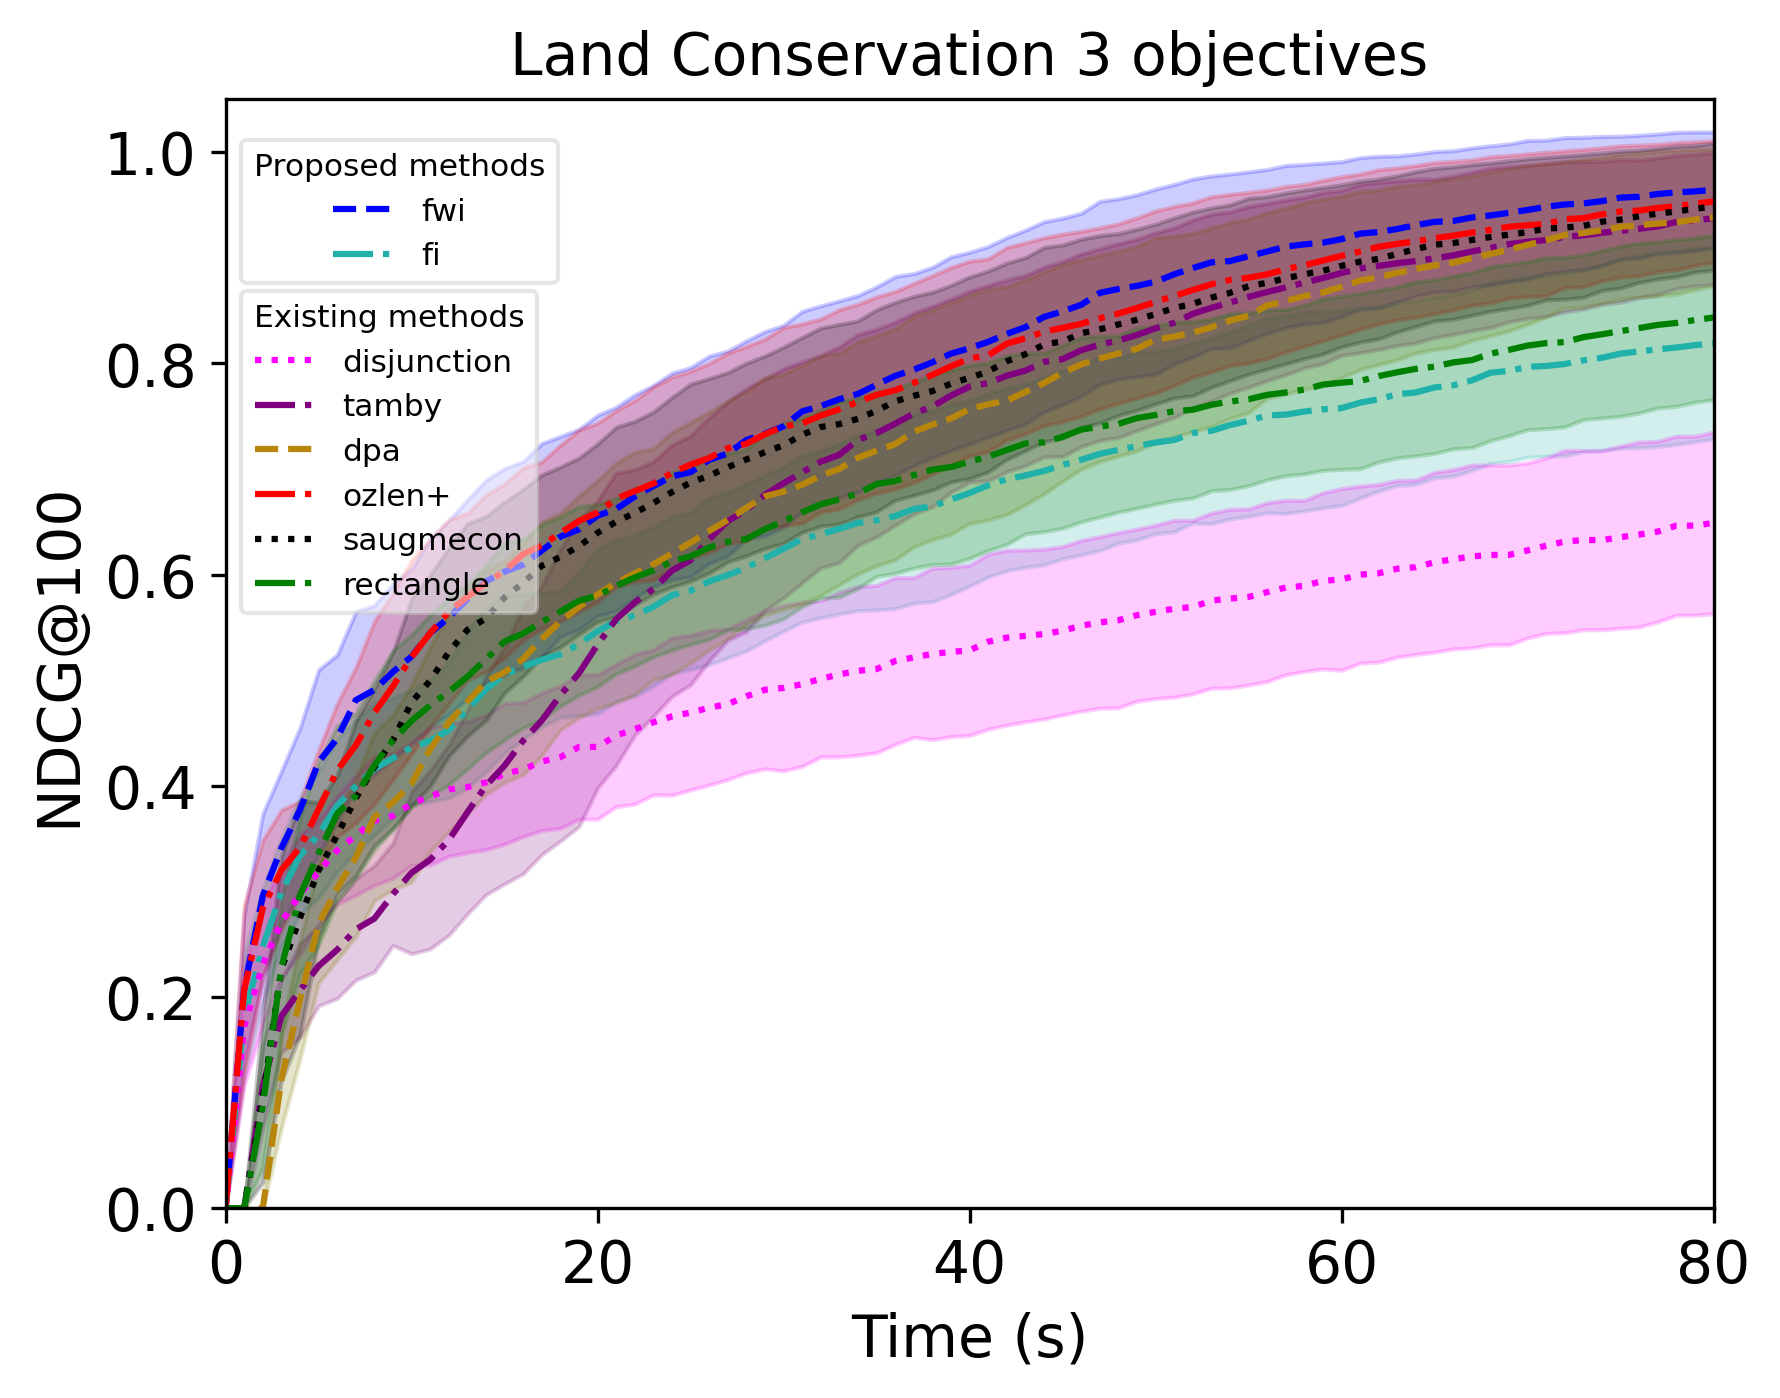 Land Conservation 3 objectives
NDCG@100
1.0
0.8
0.6
0.4
0.2
0.0
Proposed methods
fwi
fi
Existing methods
disjunction
tamby
dpa
ozlen+
saugmecon
rectangle
0 20 40 60 80
Time (s)